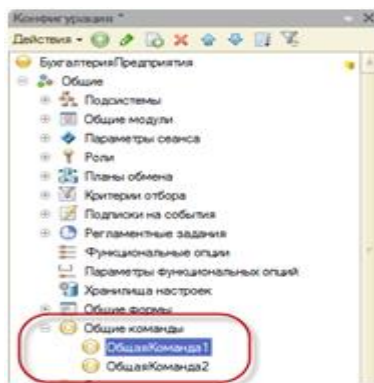 Конфигурация *
Действия
БухгалтерияПредприятия
Общие
Подсистемы
Общие модули
Параметры сеанса
Роли
Планы обмена
Критерии отбора
Подписки на события
Регламентные задания
Функциональные опции
Параметры функциональных опций
Хранилища настроек
Общие формы
Общие команды
ОбщаяКоманда1
ОбщаяКоманда2